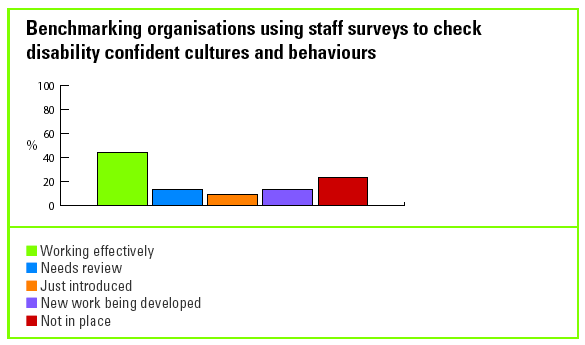 Benchmarking organisations using staff surveys to check
disability confident cultures and behaviours
100
80
60
%
40
20
0
Working effectively
Needs review
Just introduced
New work being developed
Not in place